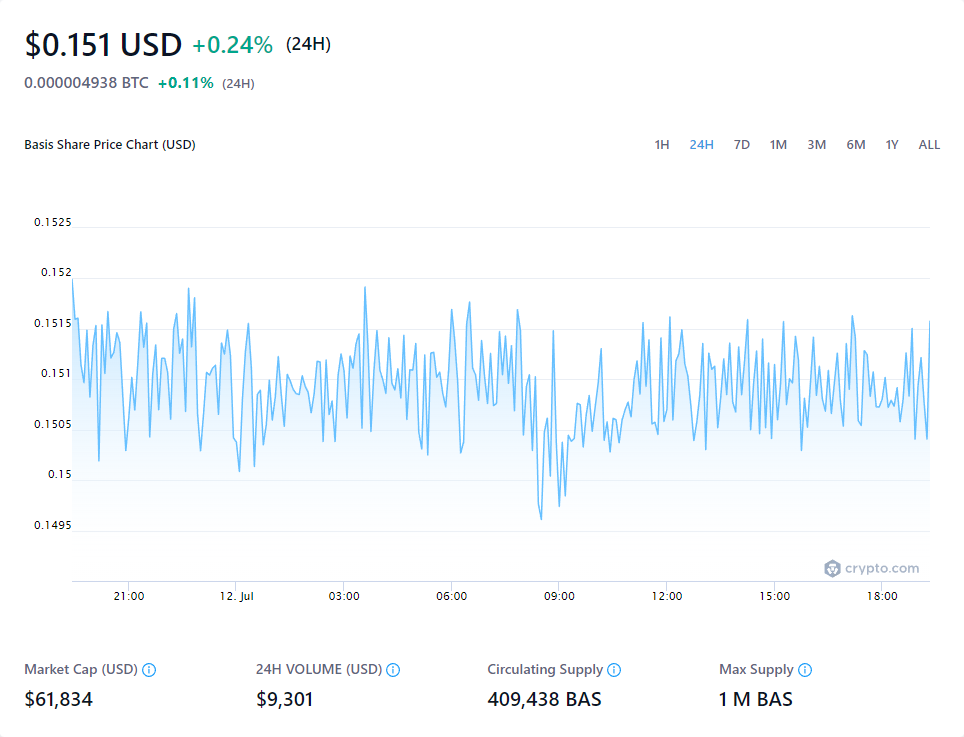 $0.151 USD +0.24% (24H)
0.000004938 BTC +0.11% (24H)
Basis Share Price Chart (USD) 1H 24H 7D 1M 3M 6M 1Y ALL
0.1525
0.152
0.1515
0.151
0.1505
0.15
0.1495
crypto.com
21:00 12. Jul 03:00 06:00 09:00 12:00 15:00 18:00
Market Cap (USD) 24H VOLUME (USD) Circulating Supply Max Supply
$61,834 $9,301 409,438 BAS 1 M BAS